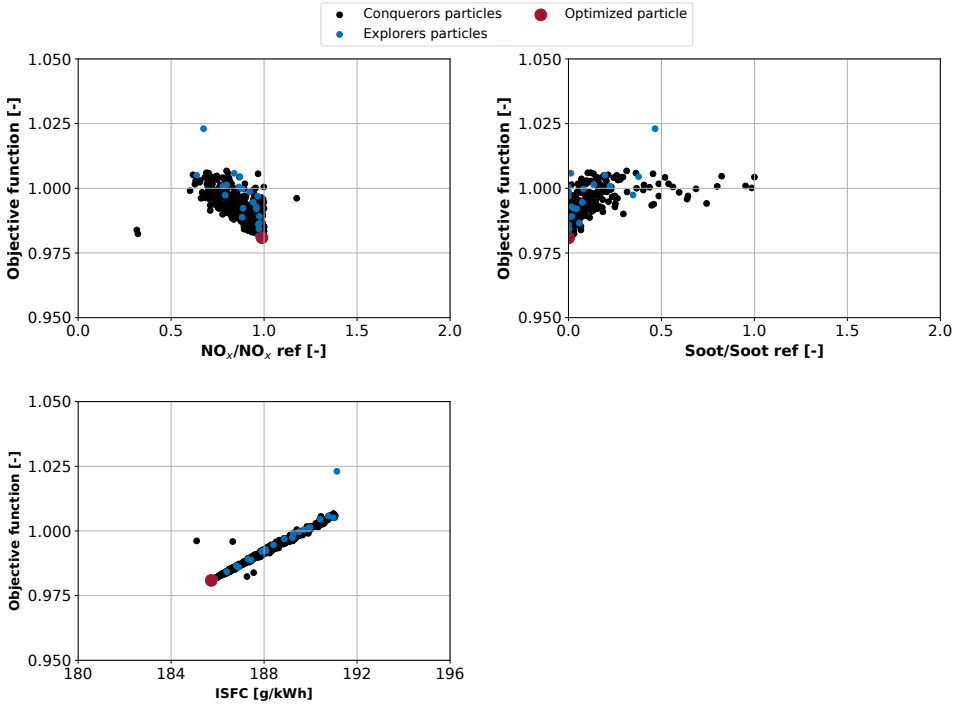 Conquerors particles
Explorers particles
Optimized particle
1.050
1.025
1.000
0.975
0.950
Objective function [-]
0.0 0.5 1.0 1.5 2.0
NOx/NOx ref [-]
1.050
1.025
1.000
0.975
0.950
Objective function [-]
0.0 0.5 1.0 1.5 2.0
Soot/Soot ref [-]
1.050
1.025
1.000
0.975
0.950
Objective function [-]
180 184 188 192 196
ISFC [g/kWh]